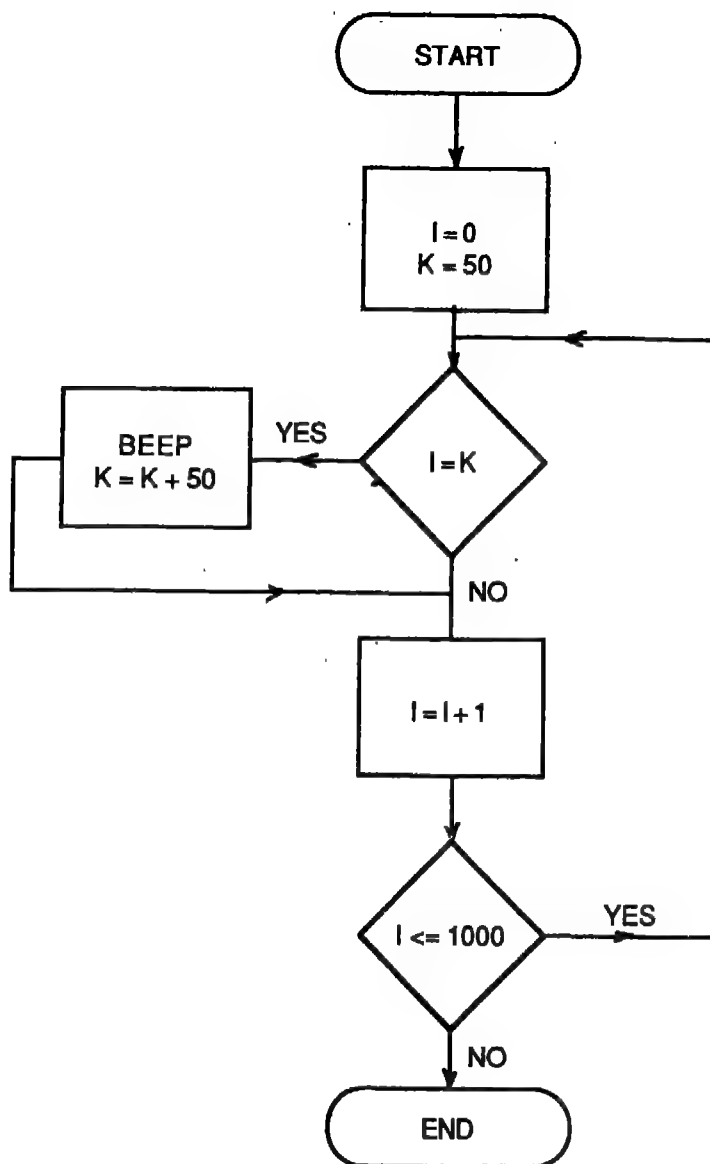 START
I = 0
K = 50
I = K
YES
BEEP
K = K + 50
NO
I = I + 1
I <= 1000
YES
NO
END